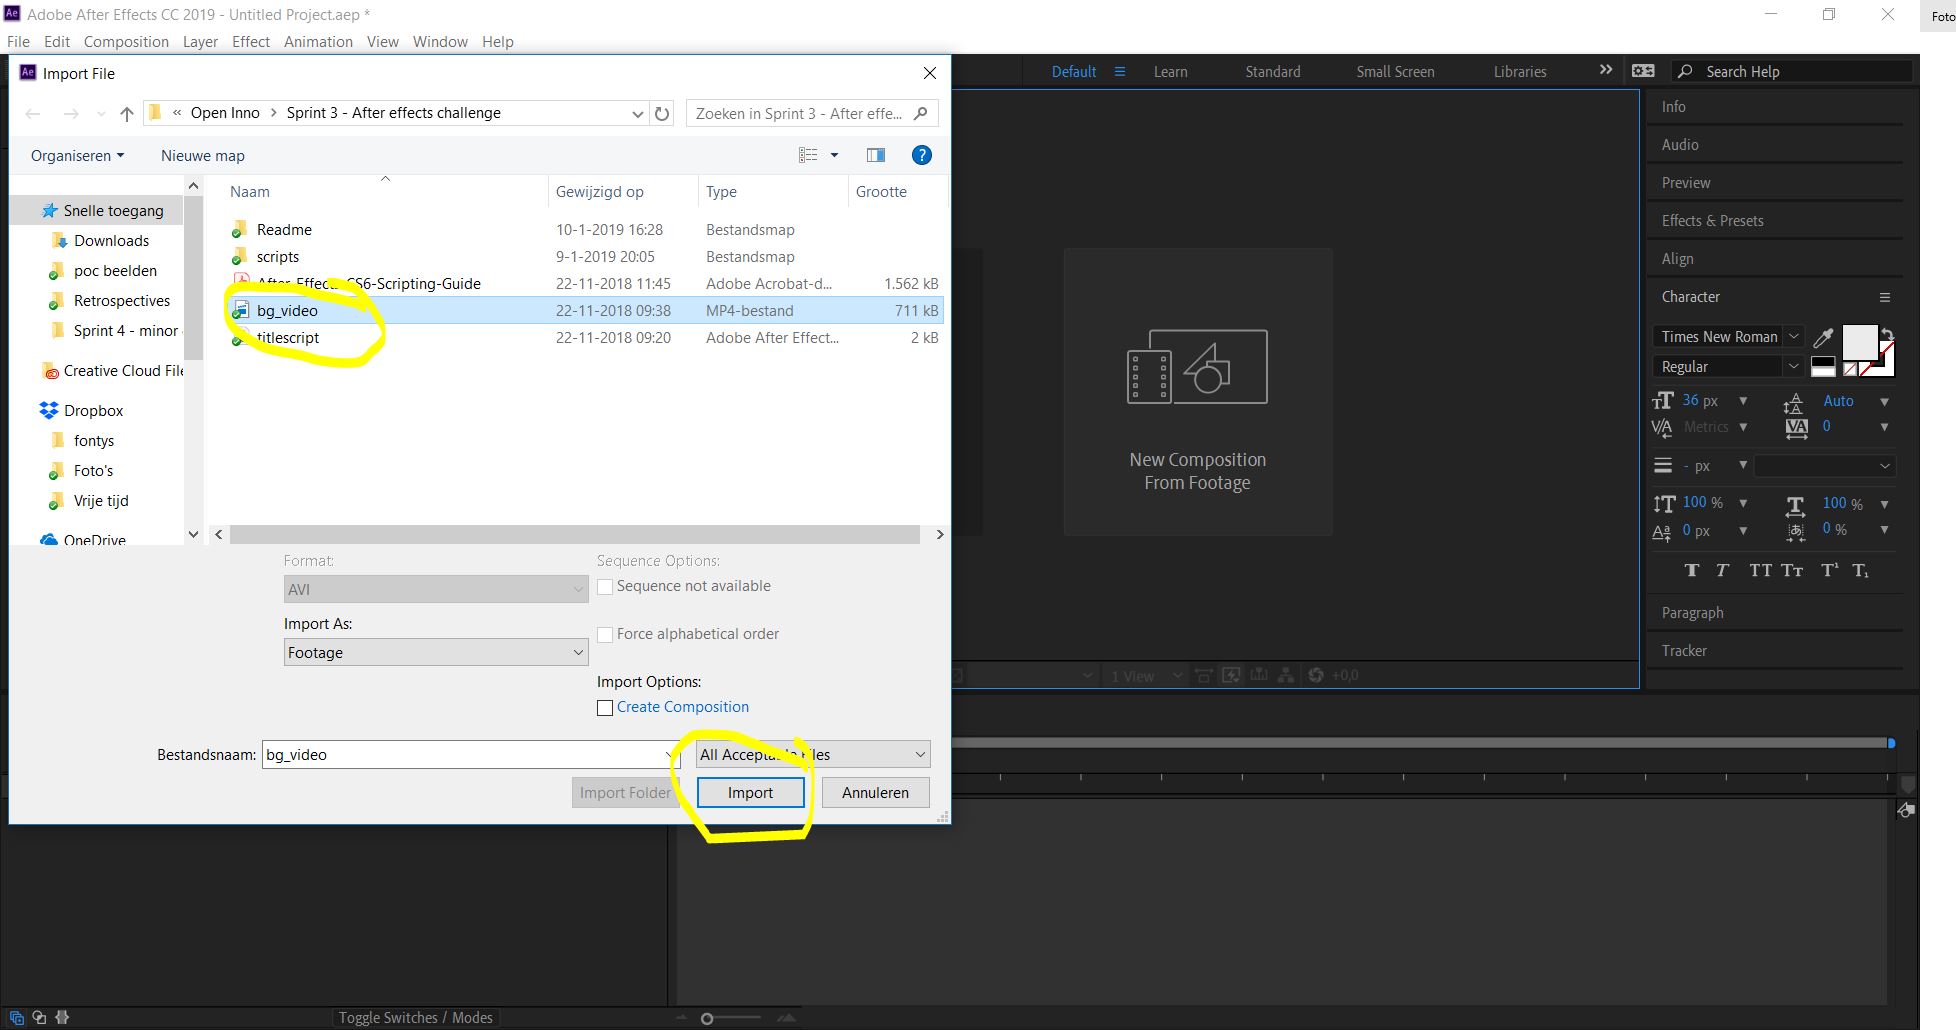 Adobe After Effects CC 2019 - Untitled Project.aep *
Foto
File Edit Composition Layer Effect Animation View Window Help
Import File
Default Learn Standard Small Screen Libraries Search Help
« Open Inno > Sprint 3 - After effects challenge
Zoeken in Sprint 3 - After effe...
Organiseren Nieuwe map
Naam Gewijzigd op Type Grootte
Snelle toegang
Downloads
poc beelden
Retrospectives
Sprint 4 - minor
Creative Cloud File
Dropbox
fontys
Foto's
Vrije tijd
OneDrive
Readme 10-1-2019 16:28 Bestandsmap
scripts 9-1-2019 20:05 Bestandsmap
After-Effects-CS6-Scripting-Guide 22-11-2018 11:45 Adobe Acrobat-d... 1.562 kB
bg_video 22-11-2018 09:38 MP4-bestand 711 kB
titlescript 22-11-2018 09:20 Adobe After Effect... 2 kB
Format:
AVI
Import As:
Footage
Sequence Options:
Sequence not available
Force alphabetical order
Import Options:
Create Composition
Bestandsnaam: bg_video
All Acceptable Files
Import Folder Import Annuleren
New Composition
From Footage
1 View +0,0
Info
Audio
Preview
Effects & Presets
Align
Character
Times New Roman
Regular
36 px Auto
Metrics 0
- px
100 % 100 %
0 px 0 %
T T TT Tт T¹ T₁
Paragraph
Tracker
Toggle Switches / Modes